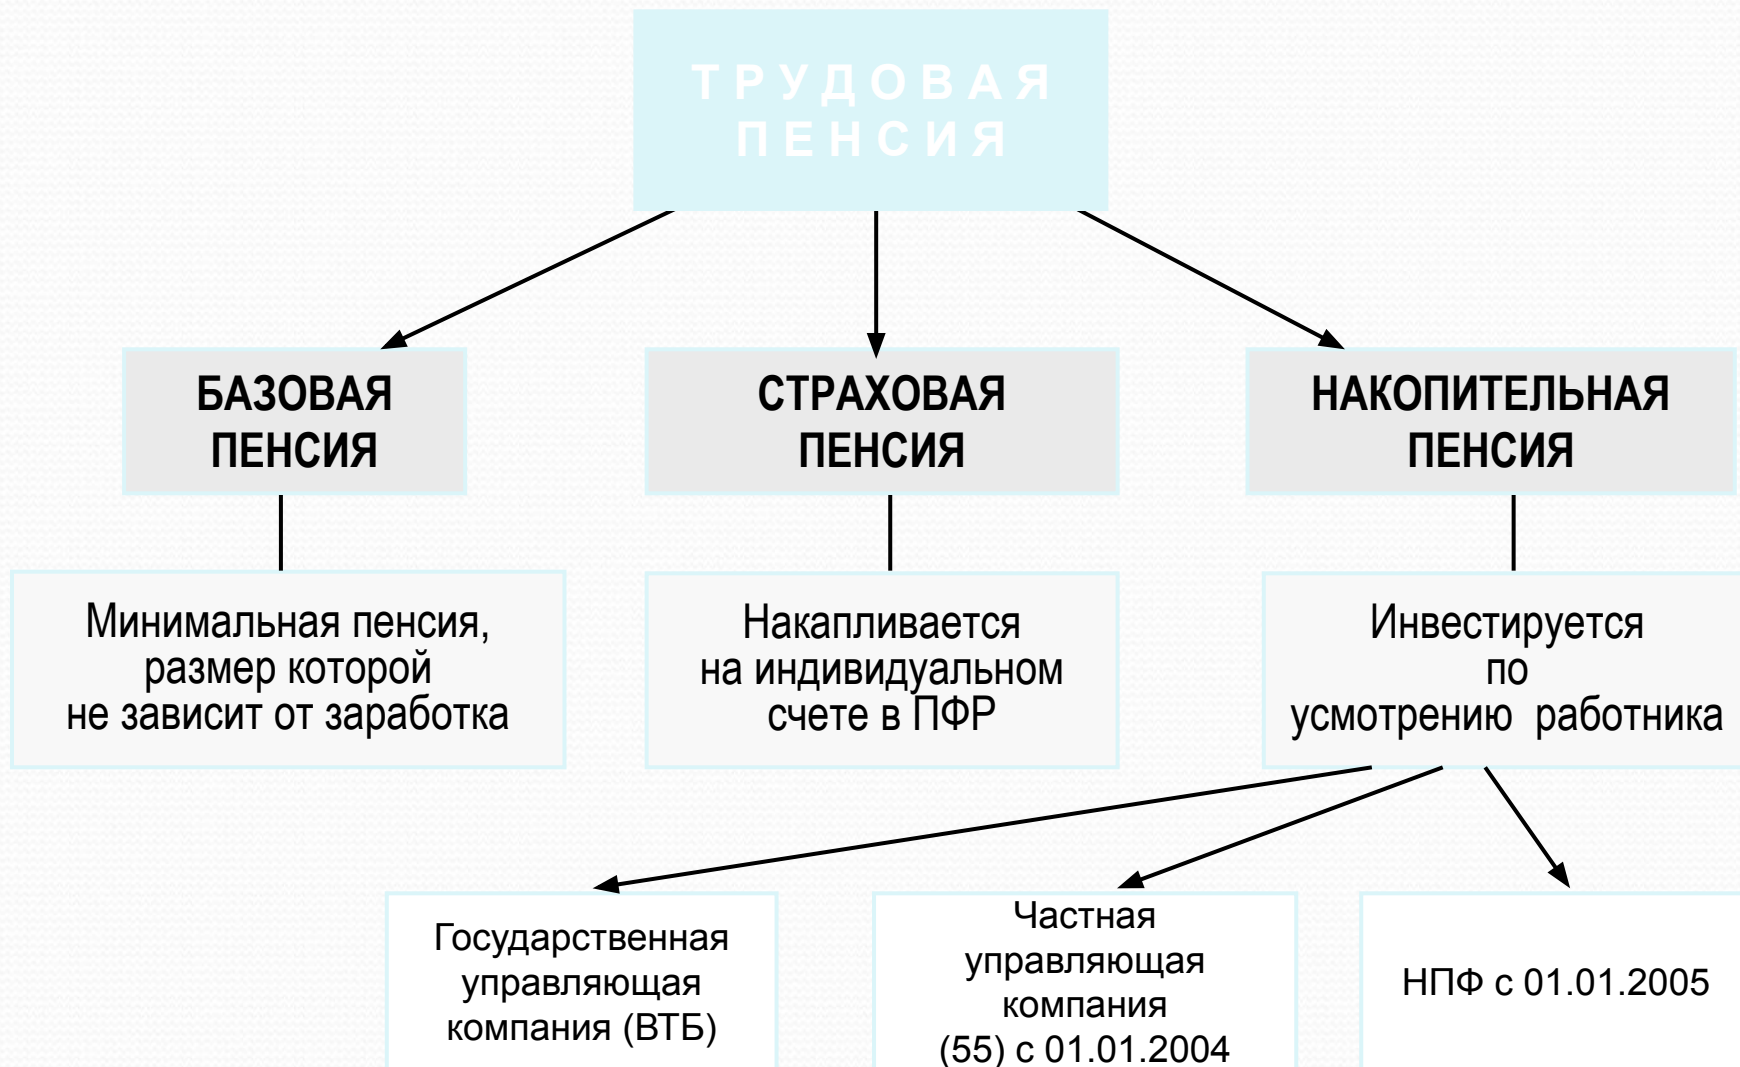 ТРУДОВАЯ
ПЕНСИЯ
БАЗОВАЯ
ПЕНСИЯ
СТРАХОВАЯ
ПЕНСИЯ
НАКОПИТЕЛЬНАЯ
ПЕНСИЯ
Минимальная пенсия,
размер которой
не зависит от заработка
Накапливается
на индивидуальном
счете в ПФР
Инвестируется
по
усмотрению работника
Государственная
управляющая
компания (ВТБ)
Частная
управляющая
компания
(55) с 01.01.2004
НПФ с 01.01.2005